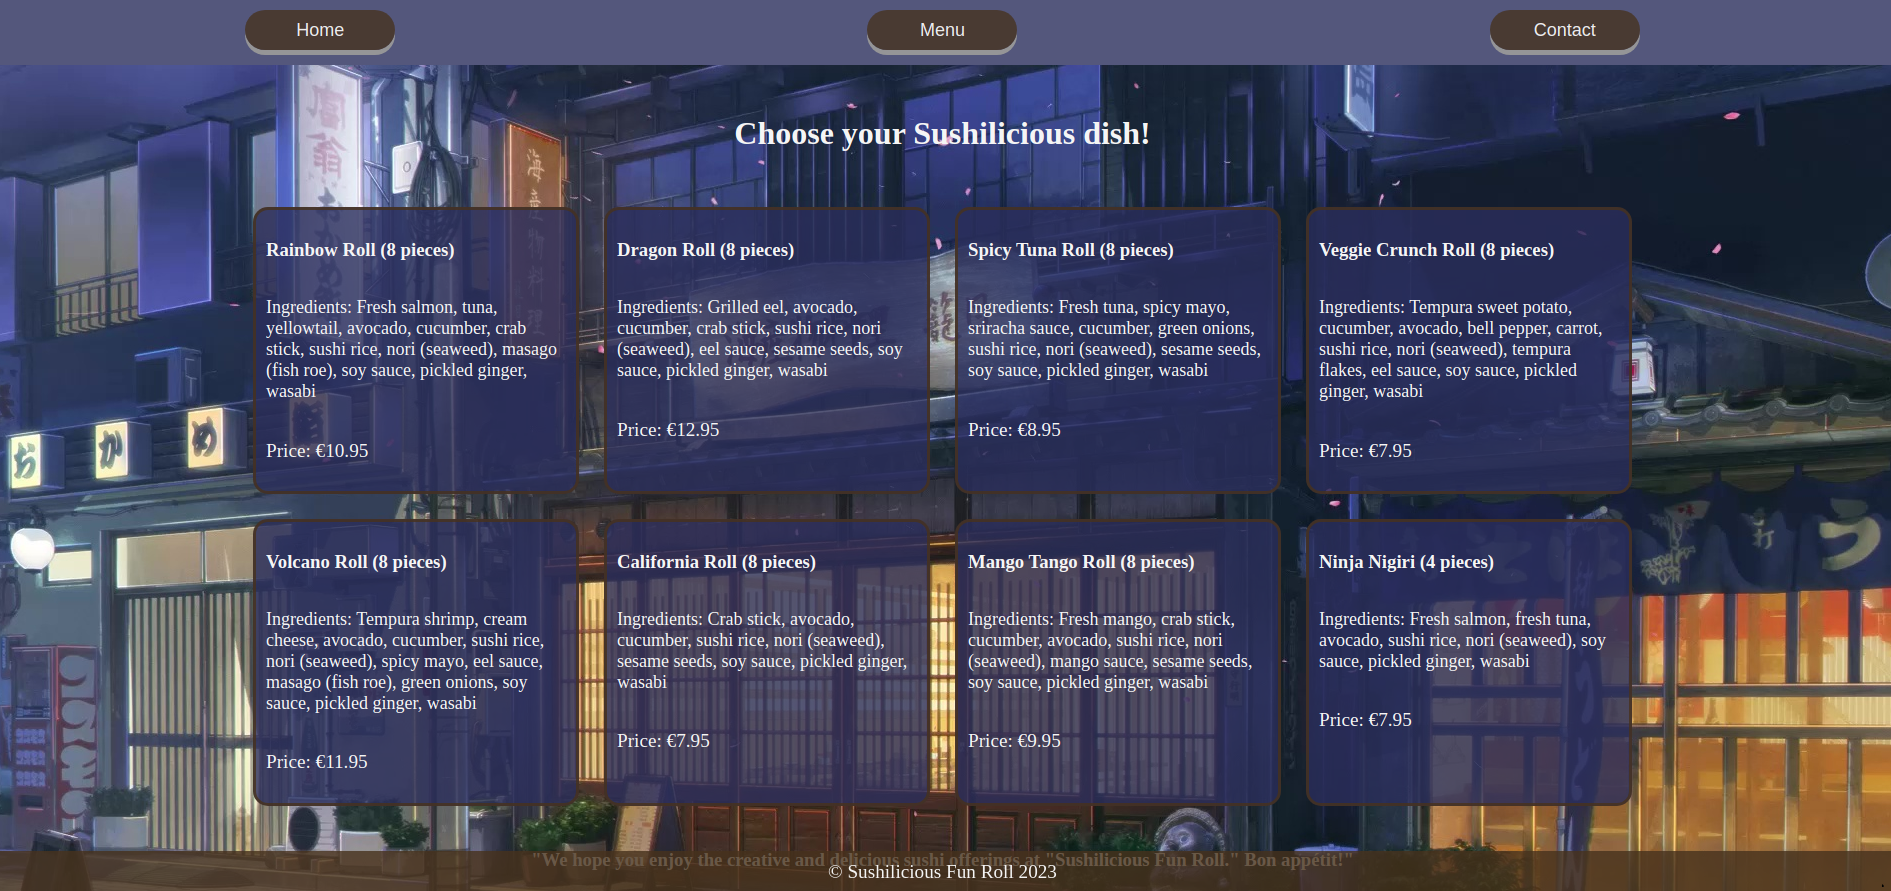 Home
Menu
Contact
Choose your Sushilicious dish!
Rainbow Roll (8 pieces)
Ingredients: Fresh salmon, tuna,
yellowtail, avocado, cucumber, crab
stick, sushi rice, nori (seaweed), masago
(fish roe), soy sauce, pickled ginger,
wasabi
Price: €10.95
Dragon Roll (8 pieces)
Ingredients: Grilled eel, avocado,
cucumber, crab stick, sushi rice, nori
(seaweed), eel sauce, sesame seeds, soy
sauce, pickled ginger, wasabi
Price: €12.95
Spicy Tuna Roll (8 pieces)
Ingredients: Fresh tuna, spicy mayo,
sriracha sauce, cucumber, green onions,
sushi rice, nori (seaweed), sesame seeds,
soy sauce, pickled ginger, wasabi
Price: €8.95
Veggie Crunch Roll (8 pieces)
Ingredients: Tempura sweet potato,
cucumber, avocado, bell pepper, carrot,
sushi rice, nori (seaweed), tempura
flakes, eel sauce, soy sauce, pickled
ginger, wasabi
Price: €7.95
おかめ
Volcano Roll (8 pieces)
Ingredients: Tempura shrimp, cream
cheese, avocado, cucumber, sushi rice,
nori (seaweed), spicy mayo, eel sauce,
masago (fish roe), green onions, soy
sauce, pickled ginger, wasabi
Price: €11.95
California Roll (8 pieces)
Ingredients: Crab stick, avocado,
cucumber, sushi rice, nori (seaweed),
sesame seeds, soy sauce, pickled ginger,
wasabi
Price: €7.95
Mango Tango Roll (8 pieces)
Ingredients: Fresh mango, crab stick,
cucumber, avocado, sushi rice, nori
(seaweed), mango sauce, sesame seeds,
soy sauce, pickled ginger, wasabi
Price: €9.95
Ninja Nigiri (4 pieces)
Ingredients: Fresh salmon, fresh tuna,
avocado, sushi rice, nori (seaweed), soy
sauce, pickled ginger, wasabi
Price: €7.95
"We hope you enjoy the creative and delicious sushi offerings at "Sushilicious Fun Roll." Bon appétit!"
© Sushilicious Fun Roll 2023